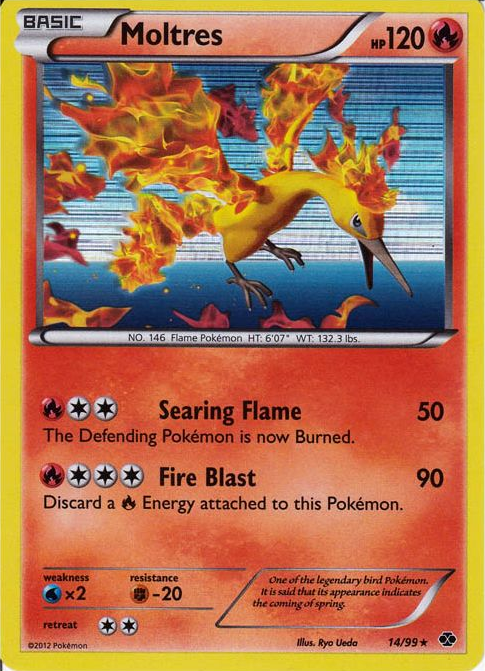 BASIC
Moltres HP120
NO. 146 Flame Pokémon HT: 6'07" WT: 132.3 lbs.
Searing Flame 50
The Defending Pokémon is now Burned.
Fire Blast 90
Discard a Energy attached to this Pokémon.
weakness resistance
×2 -20
One of the legendary bird Pokémon.
It is said that its appearance indicates
the coming of spring.
retreat
©2012 Pokémon Illus. Ryo Ueda 14/99★